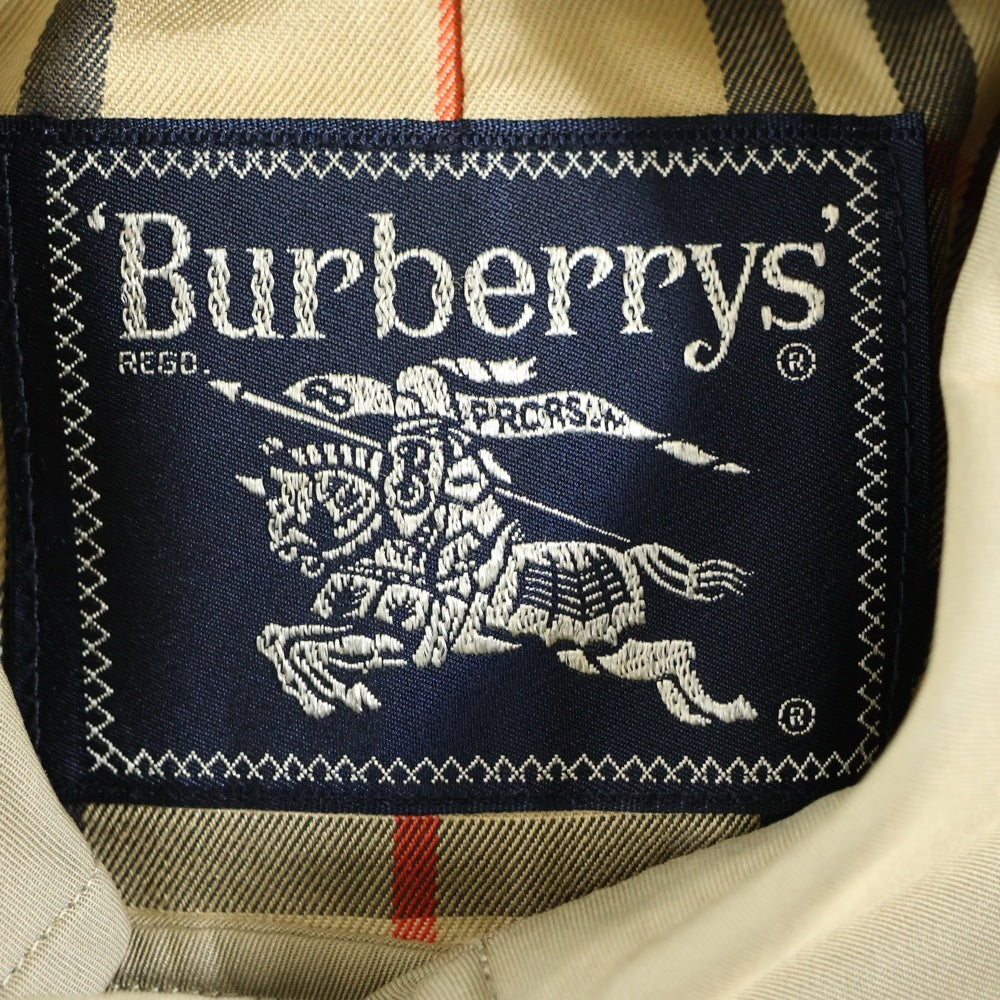 ‘Burberrys’
REGD. ®
B PRORSUM
®